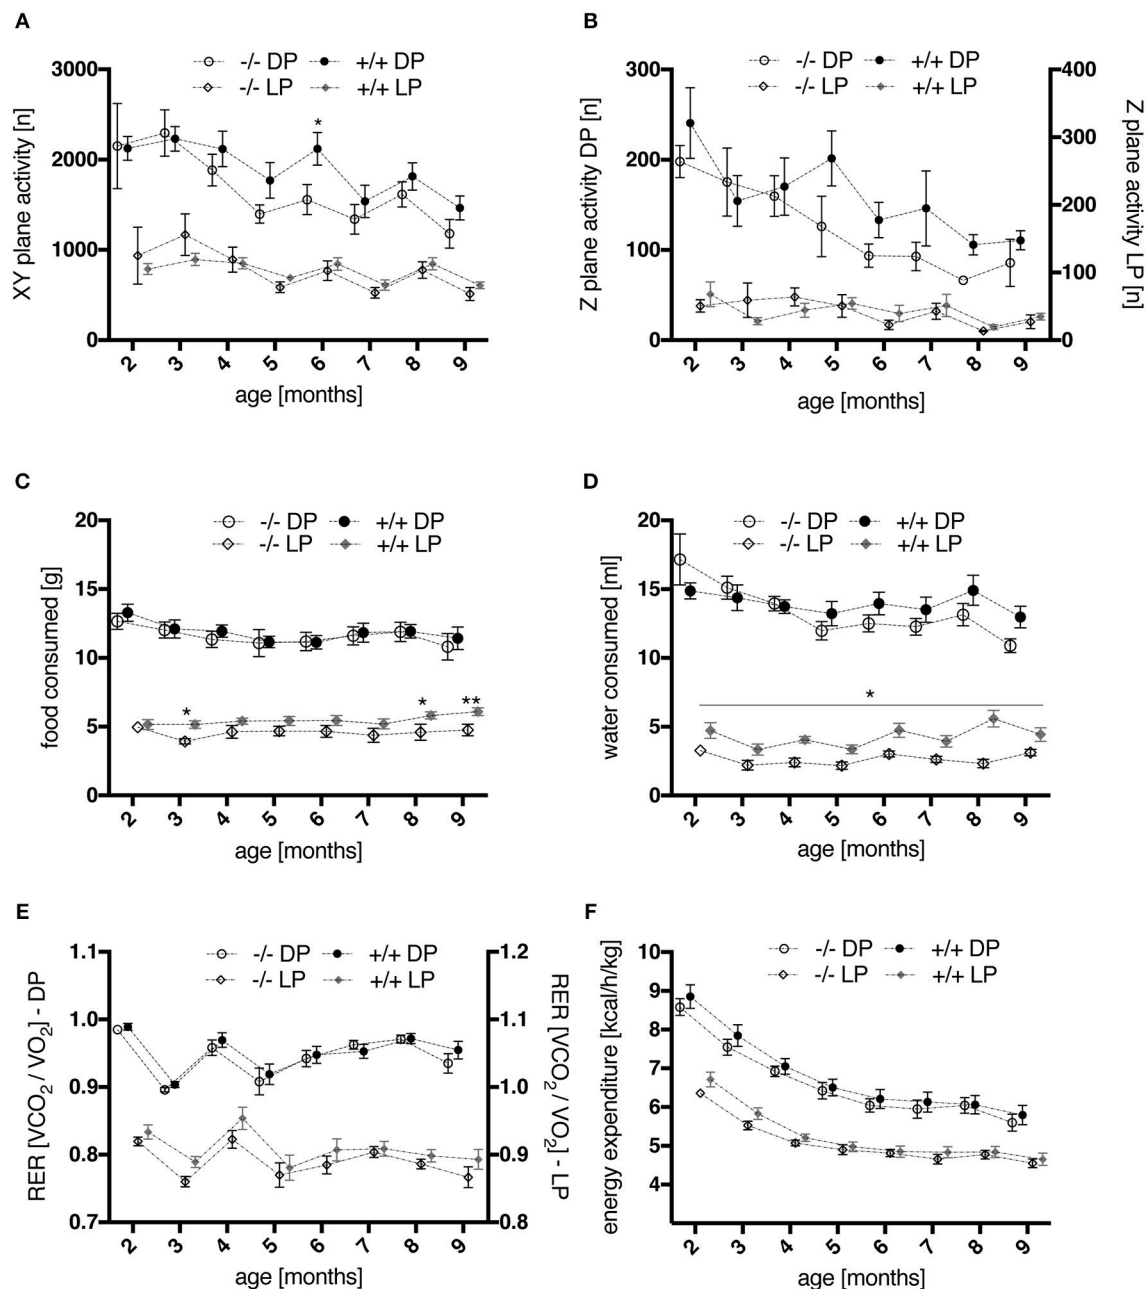 A
-/- DP +/+ DP
-/- LP +/+ LP
XY plane activity [n]
3000
2000
1000
0
*
2 3 4 5 6 7 8 9
age [months]
B
-/- DP +/+ DP
-/- LP +/+ LP
Z plane activity DP [n]
300
200
100
0
400
300
200
100
0
Z plane activity LP [n]
2 3 4 5 6 7 8 9
age [months]
C
-/- DP +/+ DP
-/- LP +/+ LP
food consumed [g]
20
15
10
5
0
* * **
2 3 4 5 6 7 8 9
age [months]
D
-/- DP +/+ DP
-/- LP +/+ LP
water consumed [ml]
20
15
10
5
0
*
2 3 4 5 6 7 8 9
age [months]
E
-/- DP +/+ DP
-/- LP +/+ LP
RER [VCO2 / VO2] - DP
1.1
1.0
0.9
0.8
0.7
1.2
1.1
1.0
0.9
0.8
RER [VCO2 / VO2] - LP
2 3 4 5 6 7 8 9
age [months]
F
-/- DP +/+ DP
-/- LP +/+ LP
energy expenditure [kcal/h/kg]
10
9
8
7
6
5
4
2 3 4 5 6 7 8 9
age [months]